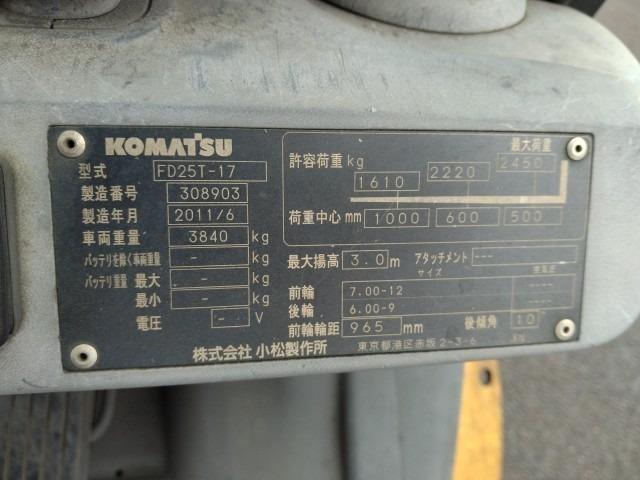 KOMATSU
型式 FD25T-17
製造番号 308903
製造年月 2011/6
車両重量 3840 kg
バッテリを除く車両重量 - kg
バッテリ重量 最大 - kg
最小 - kg
電圧 - V
最大荷重
許容荷重 kg 1610 2220 2450
荷重中心 mm 1000 600 500
最大揚高 3.0 m アタッチメント ---
サイズ
前輪 7.00-12 ----
後輪 6.00-9 ----
前輪輪距 965 mm 後傾角 10
株式会社 小松製作所 東京都港区赤坂 2-3-6